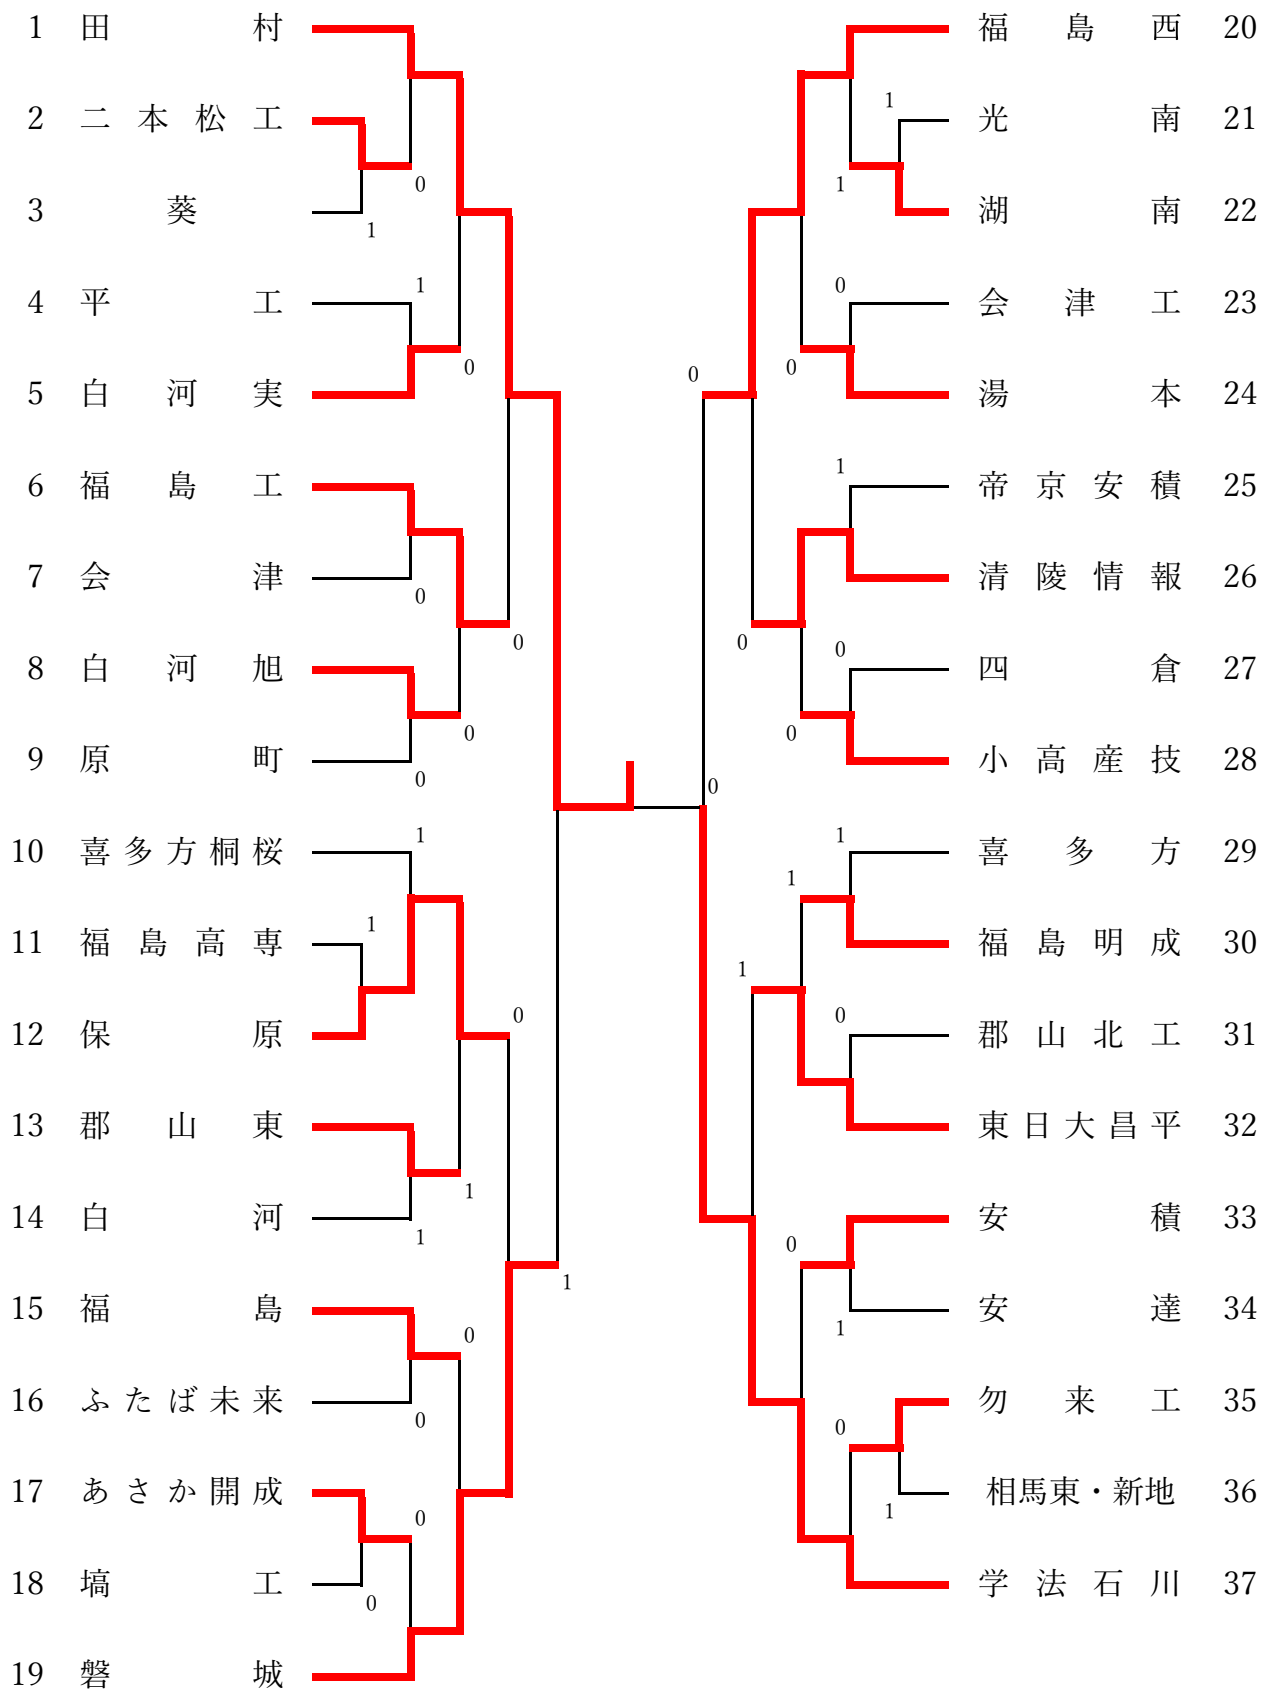 1 田村
2 二本松工
3 葵
4 平工
5 白河実
6 福島工
7 会津
8 白河旭
9 原町
10 喜多方桐桜
11 福島高専
12 保原
13 郡山東
14 白河
15 福島
16 ふたば未来
17 あさか開成
18 塙工
19 磐城
0
1
1
0
0
0
0
0
1
1
0
1
1
1
0
0
0
0
福島西 20
光南 21
湖南 22
会津工 23
湯本 24
帝京安積 25
清陵情報 26
四倉 27
小高産技 28
喜多方 29
福島明成 30
郡山北工 31
東日大昌平 32
安積 33
安達 34
勿来工 35
相馬東・新地 36
学法石川 37
1
1
0
0
0
1
0
0
0
0
1
1
1
0
0
1
0
1